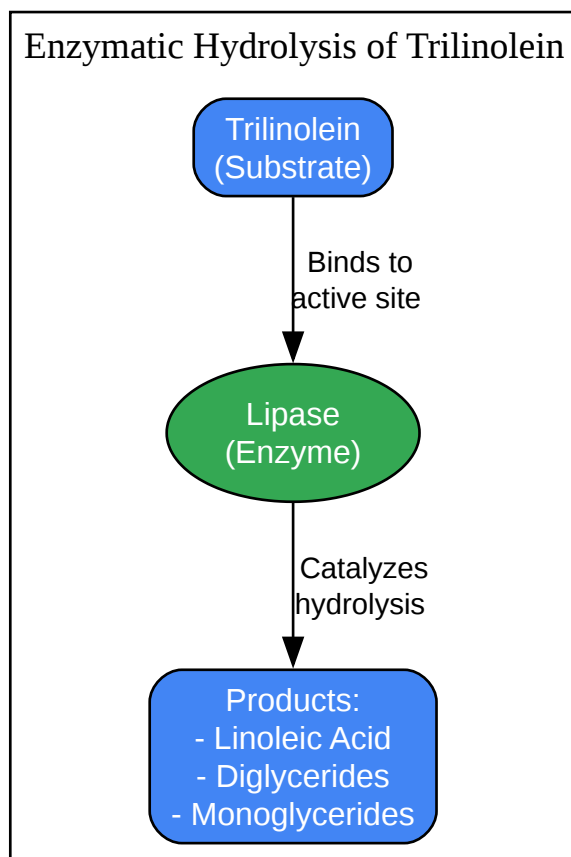 Enzymatic Hydrolysis of Trilinolein
Trilinolein
(Substrate)
Binds to
active site
Lipase
(Enzyme)
Catalyzes
hydrolysis
Products:
- Linoleic Acid
- Diglycerides
- Monoglycerides